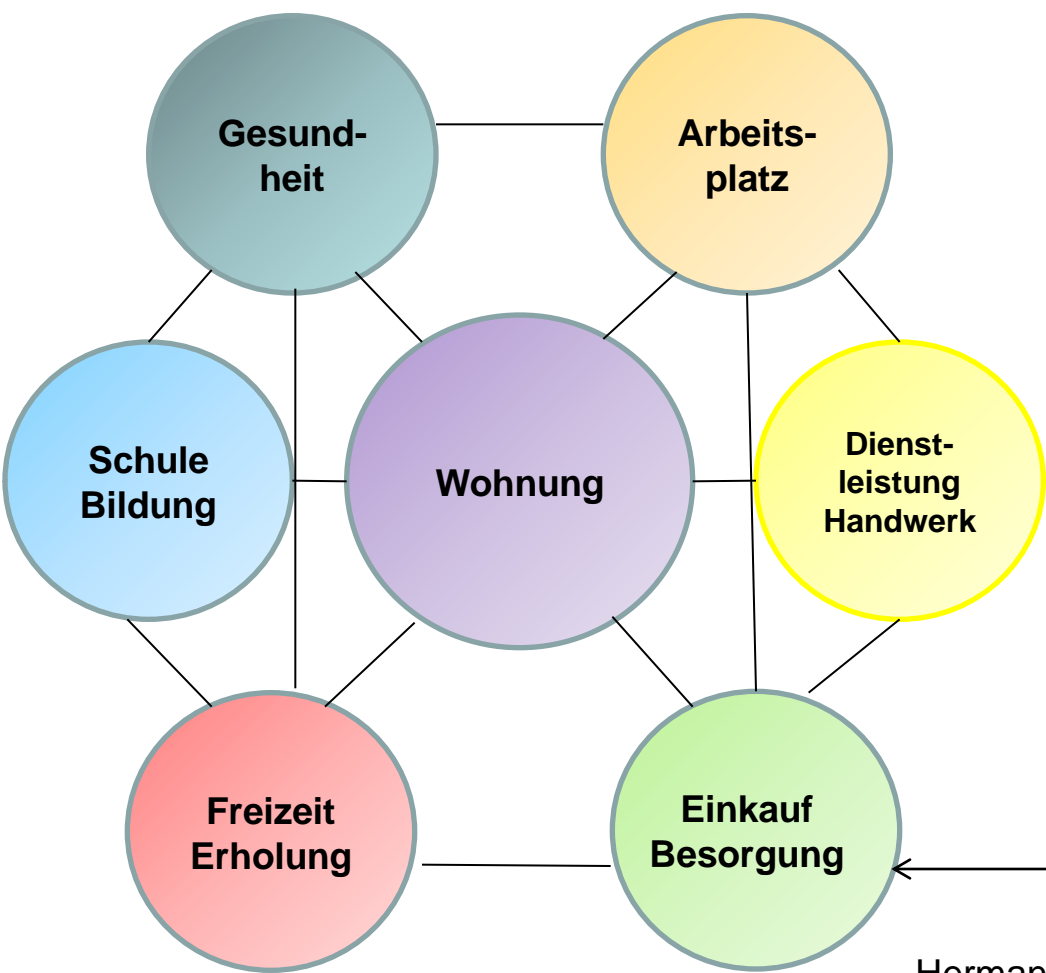 Gesund-
heit
Arbeits-
platz
Schule
Bildung
Wohnung
Dienst-
leistung
Handwerk
Freizeit
Erholung
Einkauf
Besorgung